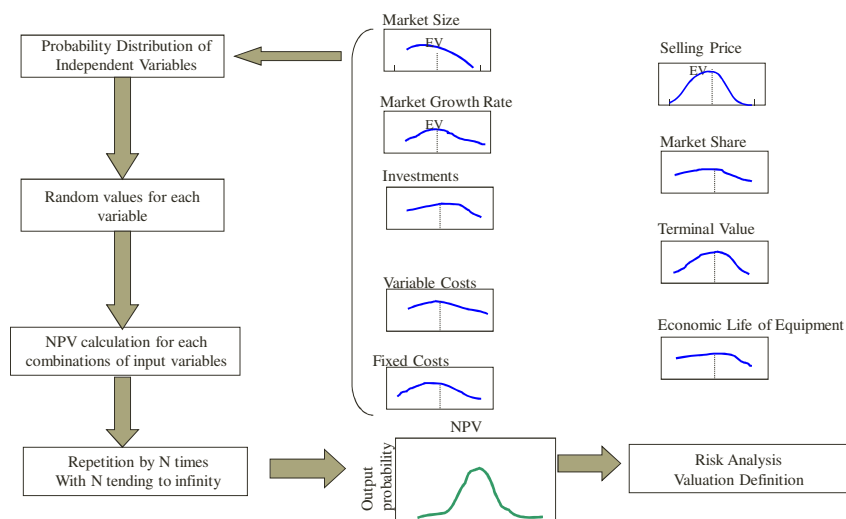 Probability Distribution of
Independent Variables
Random values for each
variable
NPV calculation for each
combinations of input variables
Repetition by N times
With N tending to infinity
Market Size
EV
Market Growth Rate
EV
Investments
Variable Costs
Fixed Costs
Selling Price
EV
Market Share
Terminal Value
Economic Life of Equipment
NPV
Output
probability
Risk Analysis
Valuation Definition